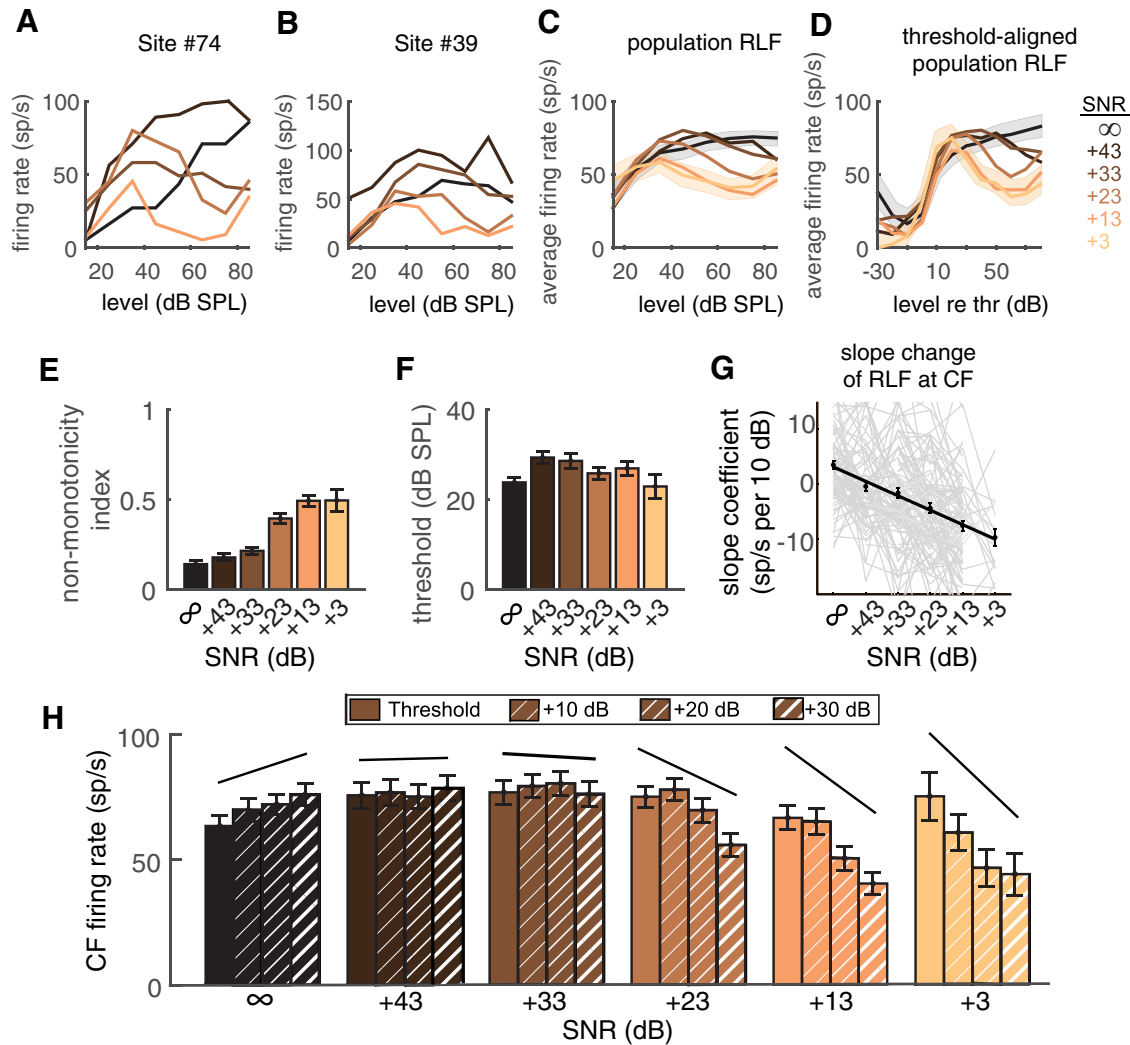 A
Site #74
firing rate (sp/s)
100
50
0
20 40 60 80
level (dB SPL)
B
Site #39
firing rate (sp/s)
150
100
50
0
20 40 60 80
level (dB SPL)
C
population RLF
average firing rate (sp/s)
100
50
0
20 40 60 80
level (dB SPL)
D
threshold-aligned
population RLF
average firing rate (sp/s)
100
50
0
-30 10 50
level re thr (dB)
SNR
∞
+43
+33
+23
+13
+3
E
non-monotonicity
index
1
0.5
0
∞ +43 +33 +23 +13 +3
SNR (dB)
F
threshold (dB SPL)
40
20
0
∞ +43 +33 +23 +13 +3
SNR (dB)
G
slope change
of RLF at CF
slope coefficient
(sp/s per 10 dB)
10
0
-10
∞ +43 +33 +23 +13 +3
SNR (dB)
H
Threshold +10 dB +20 dB +30 dB
CF firing rate (sp/s)
100
50
0
∞ +43 +33 +23 +13 +3
SNR (dB)